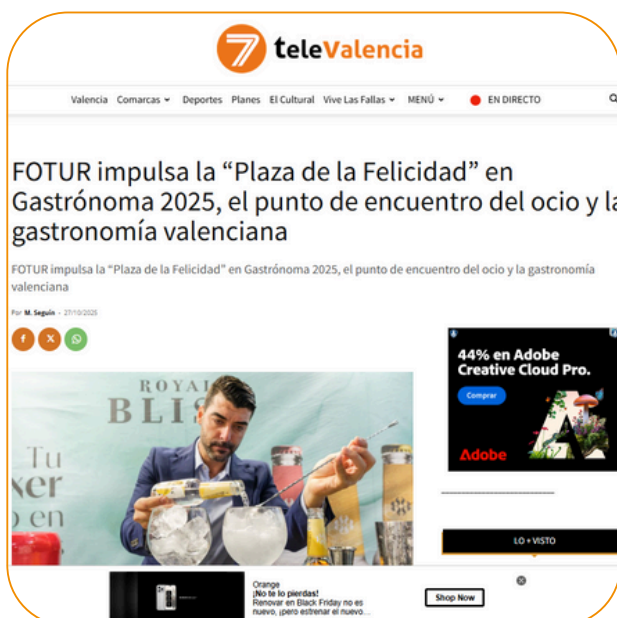 7 teleValencia
Valencia Comarcas Deportes Planes El Cultural Vive Las Fallas MENÚ EN DIRECTO
FOTUR impulsa la “Plaza de la Felicidad” en
Gastrónoma 2025, el punto de encuentro del ocio y la
gastronomía valenciana
FOTUR impulsa la “Plaza de la Felicidad” en Gastrónoma 2025, el punto de encuentro del ocio y la gastronomía
valenciana
Por M. Seguín - 27/10/2025
44% en Adobe
Creative Cloud Pro.
Comprar
Adobe
ROYAL
BLISS
Tu
xer
en
LO + VISTO
Orange
¡No te lo pierdas!
Renovar en Black Friday no es
nuevo, ¡pero estrenar el nuevo...
Shop Now